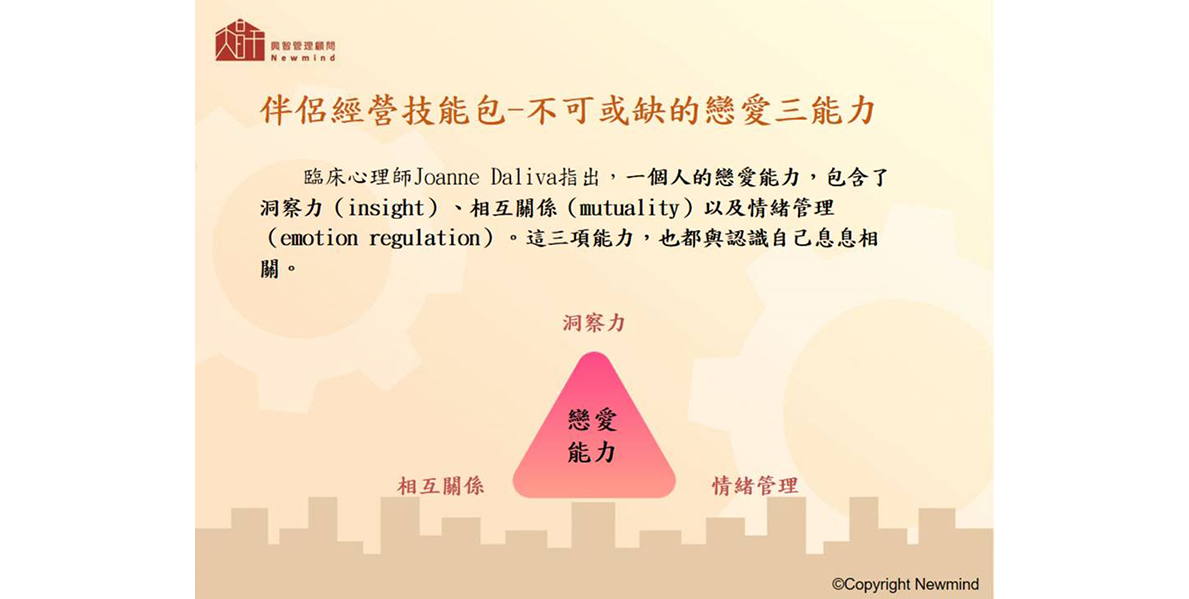 興智管理顧問
Newmind
伴侶經營技能包-不可或缺的戀愛三能力
臨床心理師Joanne Daliva指出，一個人的戀愛能力，包含了
洞察力（insight）、相互關係（mutuality）以及情緒管理
（emotion regulation）。這三項能力，也都與認識自己息息相
關。
洞察力
戀愛
能力
相互關係
情緒管理
©Copyright Newmind